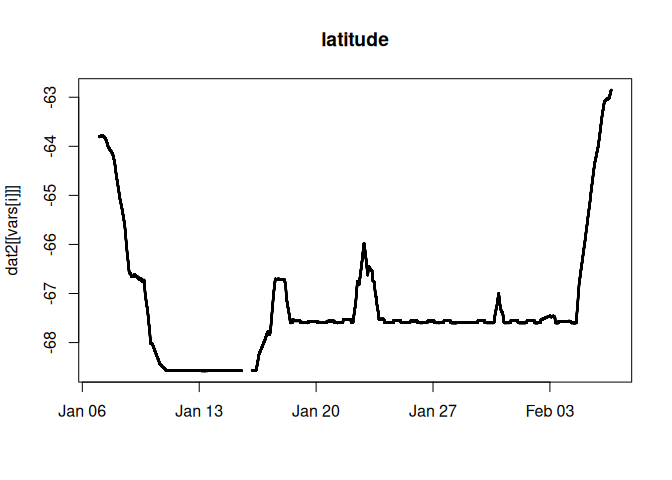 latitude
dat2[[vars[i]]]
-63
-64
-65
-66
-67
-68
Jan 06
Jan 13
Jan 20
Jan 27
Feb 03